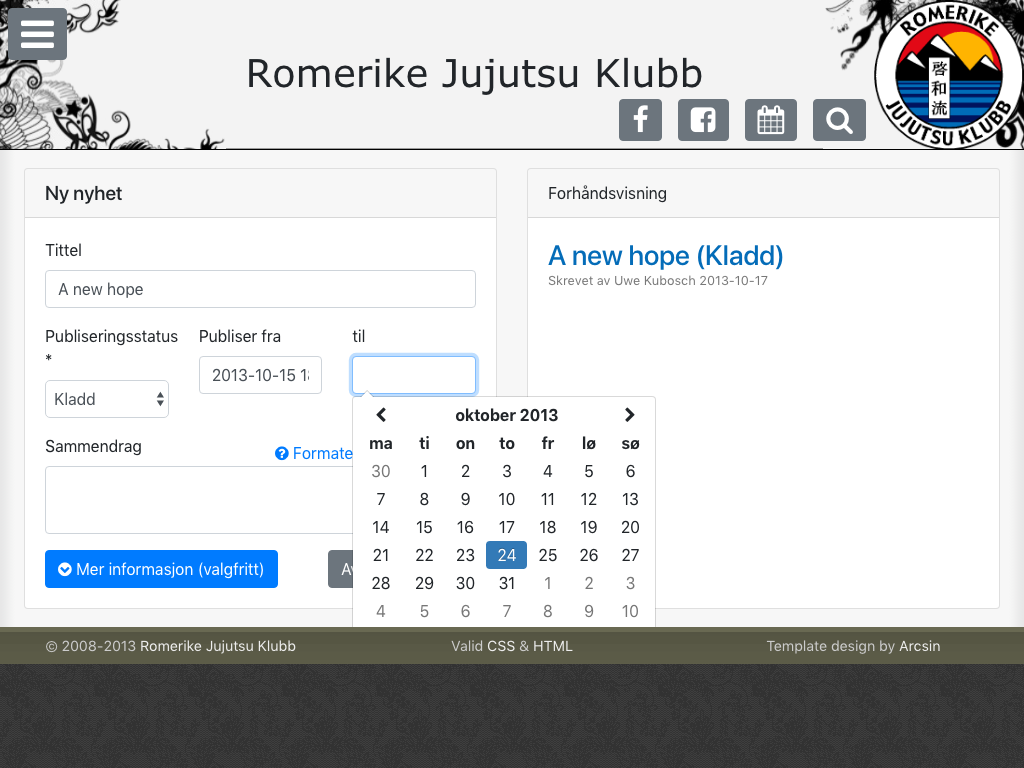 Romerike Jujutsu Klubb
ROMERIKE
啓和流
JUJUTSU KLUBB
Ny nyhet
Tittel
A new hope
Publiseringsstatus
*
Kladd
Publiser fra
2013-10-15 18
til
Sammendrag
Formate
Mer informasjon (valgfritt)
Av
oktober 2013
ma ti on to fr lø sø
30 1 2 3 4 5 6
7 8 9 10 11 12 13
14 15 16 17 18 19 20
21 22 23 24 25 26 27
28 29 30 31 1 2 3
4 5 6 7 8 9 10
Forhåndsvisning
A new hope (Kladd)
Skrevet av Uwe Kubosch 2013-10-17
© 2008-2013 Romerike Jujutsu Klubb
Valid CSS & HTML
Template design by Arcsin